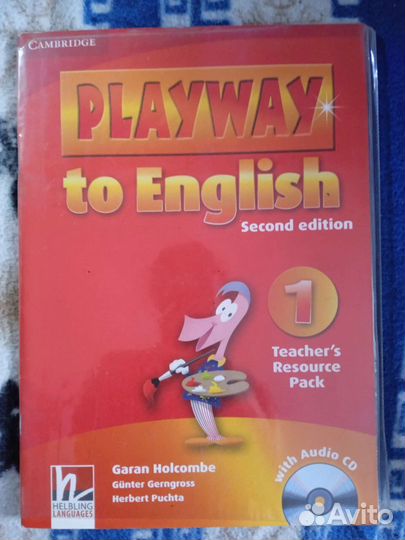 CAMBRIDGE
PLAYWAY
to English
Second edition
1
Teacher's
Resource
Pack
Garan Holcombe
Günter Gerngross
Herbert Puchta
with Audio CD
HELBLING
LANGUAGES
Avito